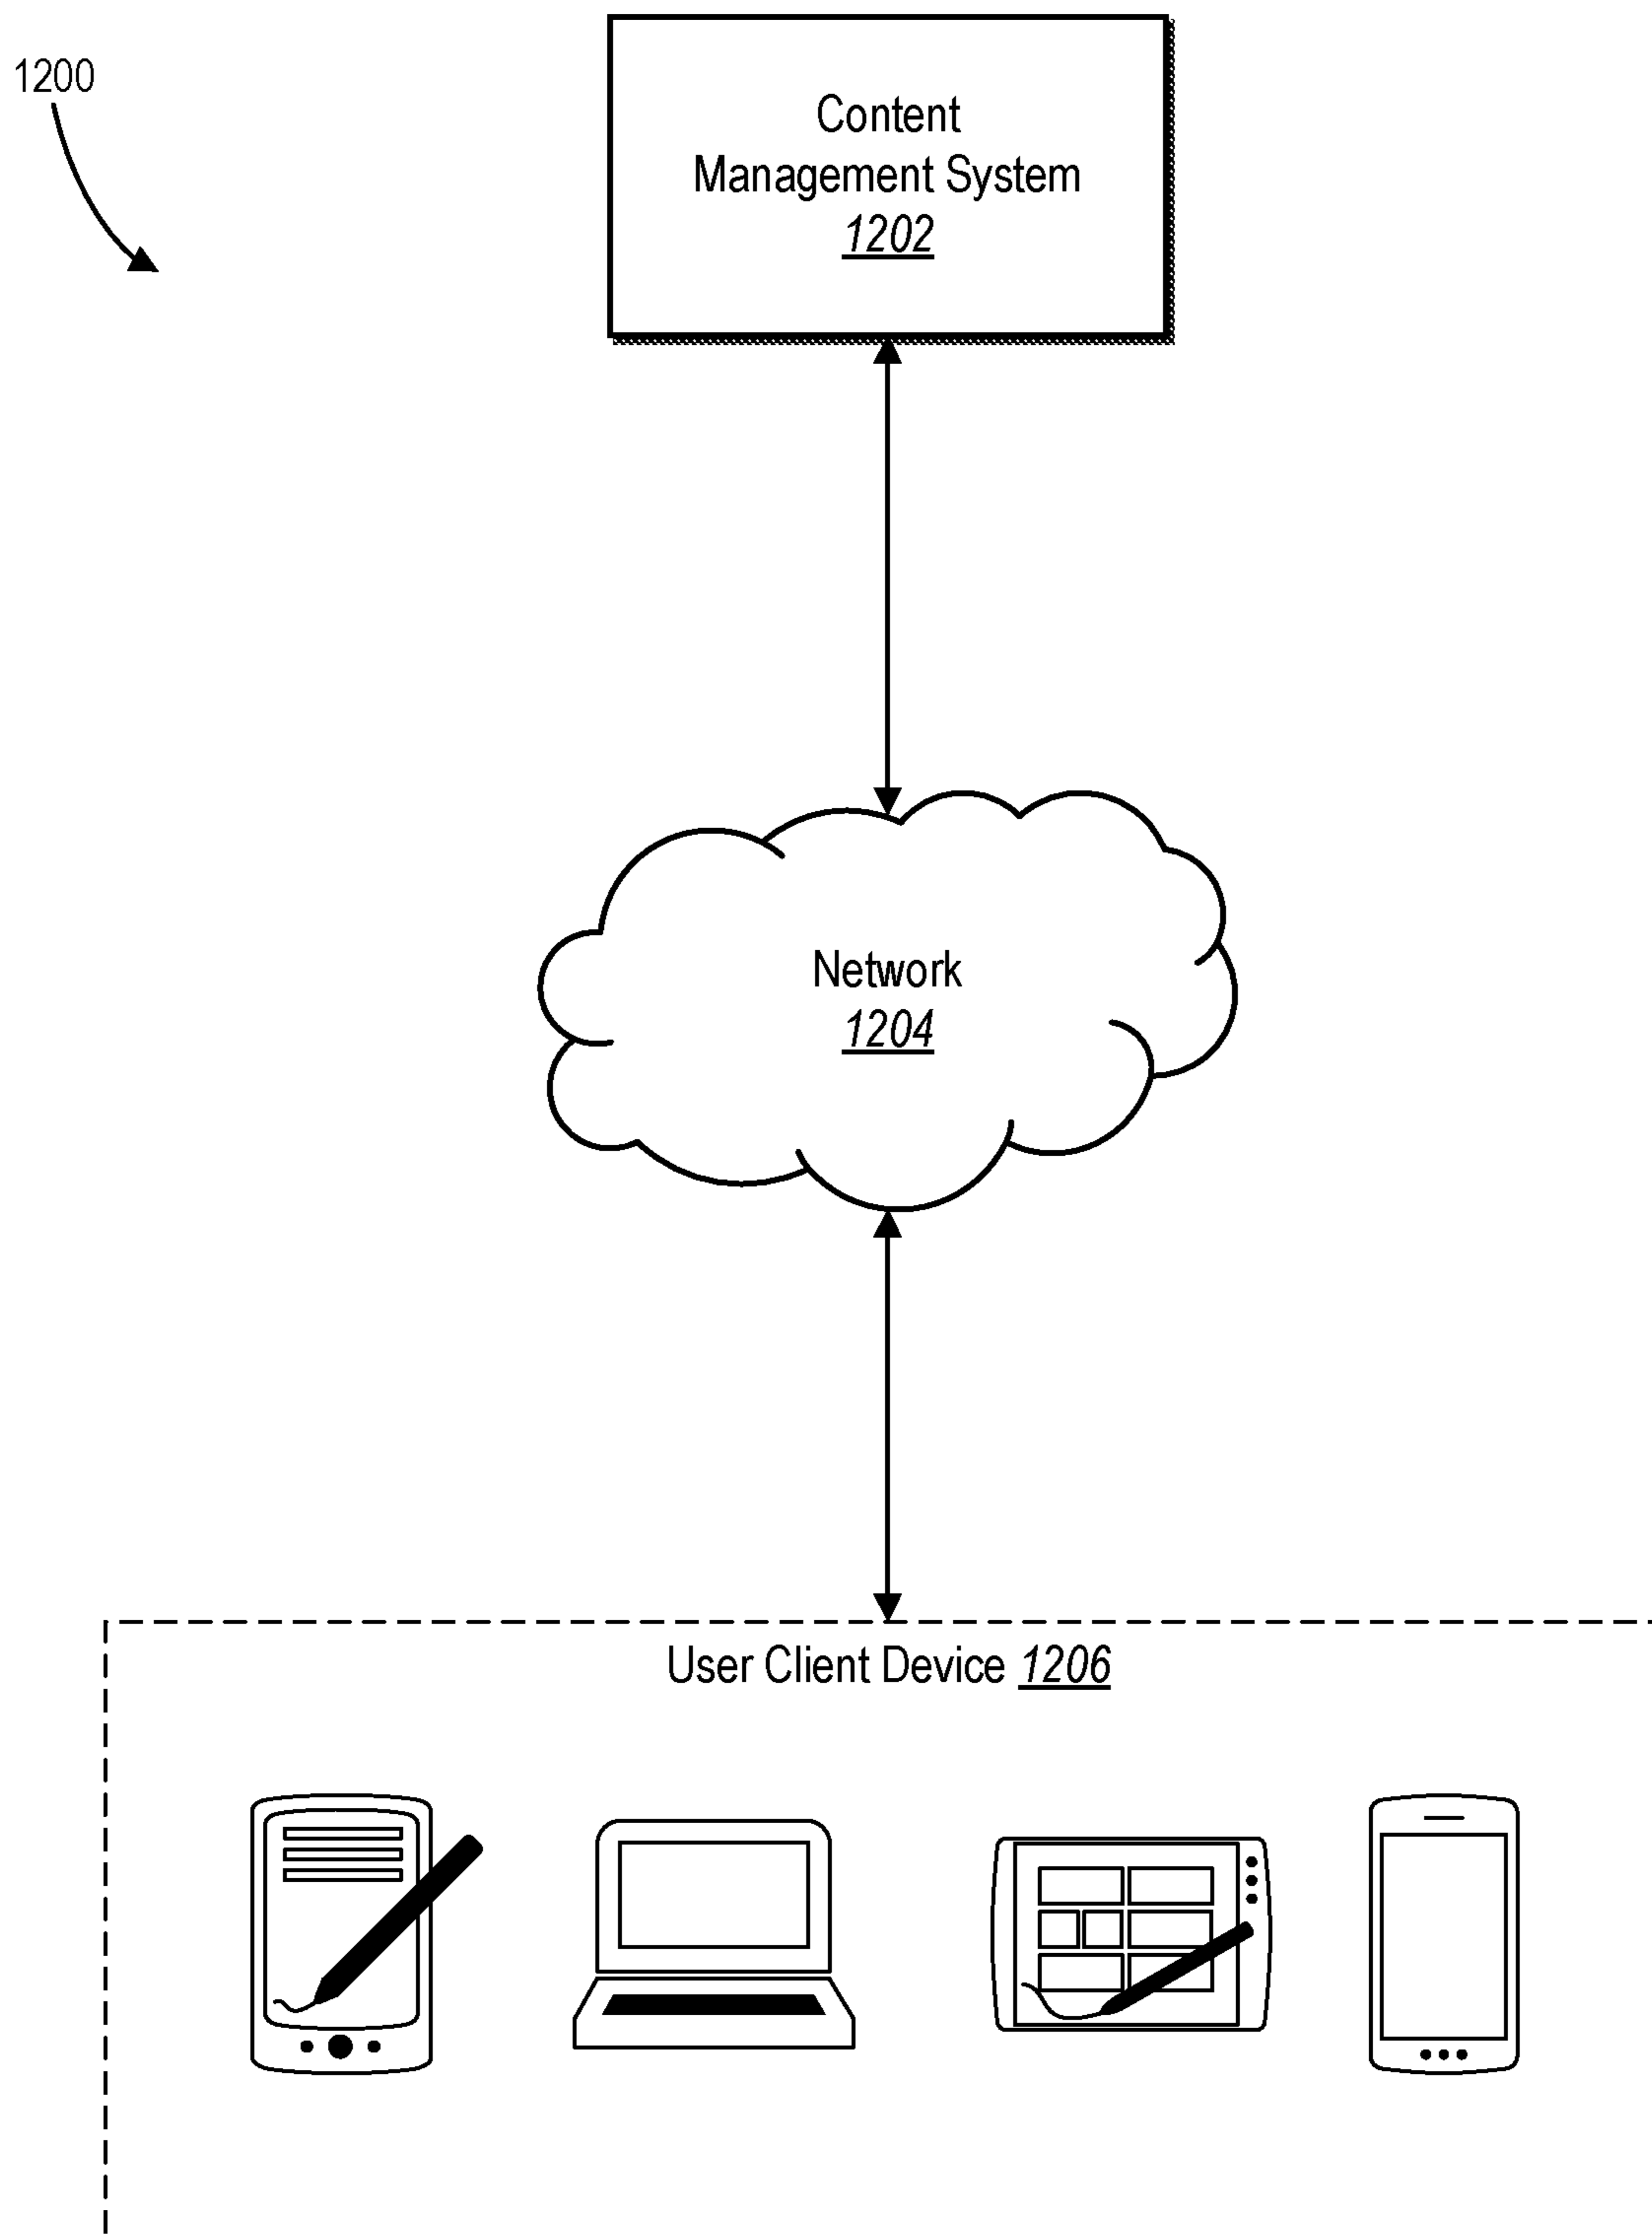 1200
Content
Management System
1202
Network
1204
User Client Device 1206